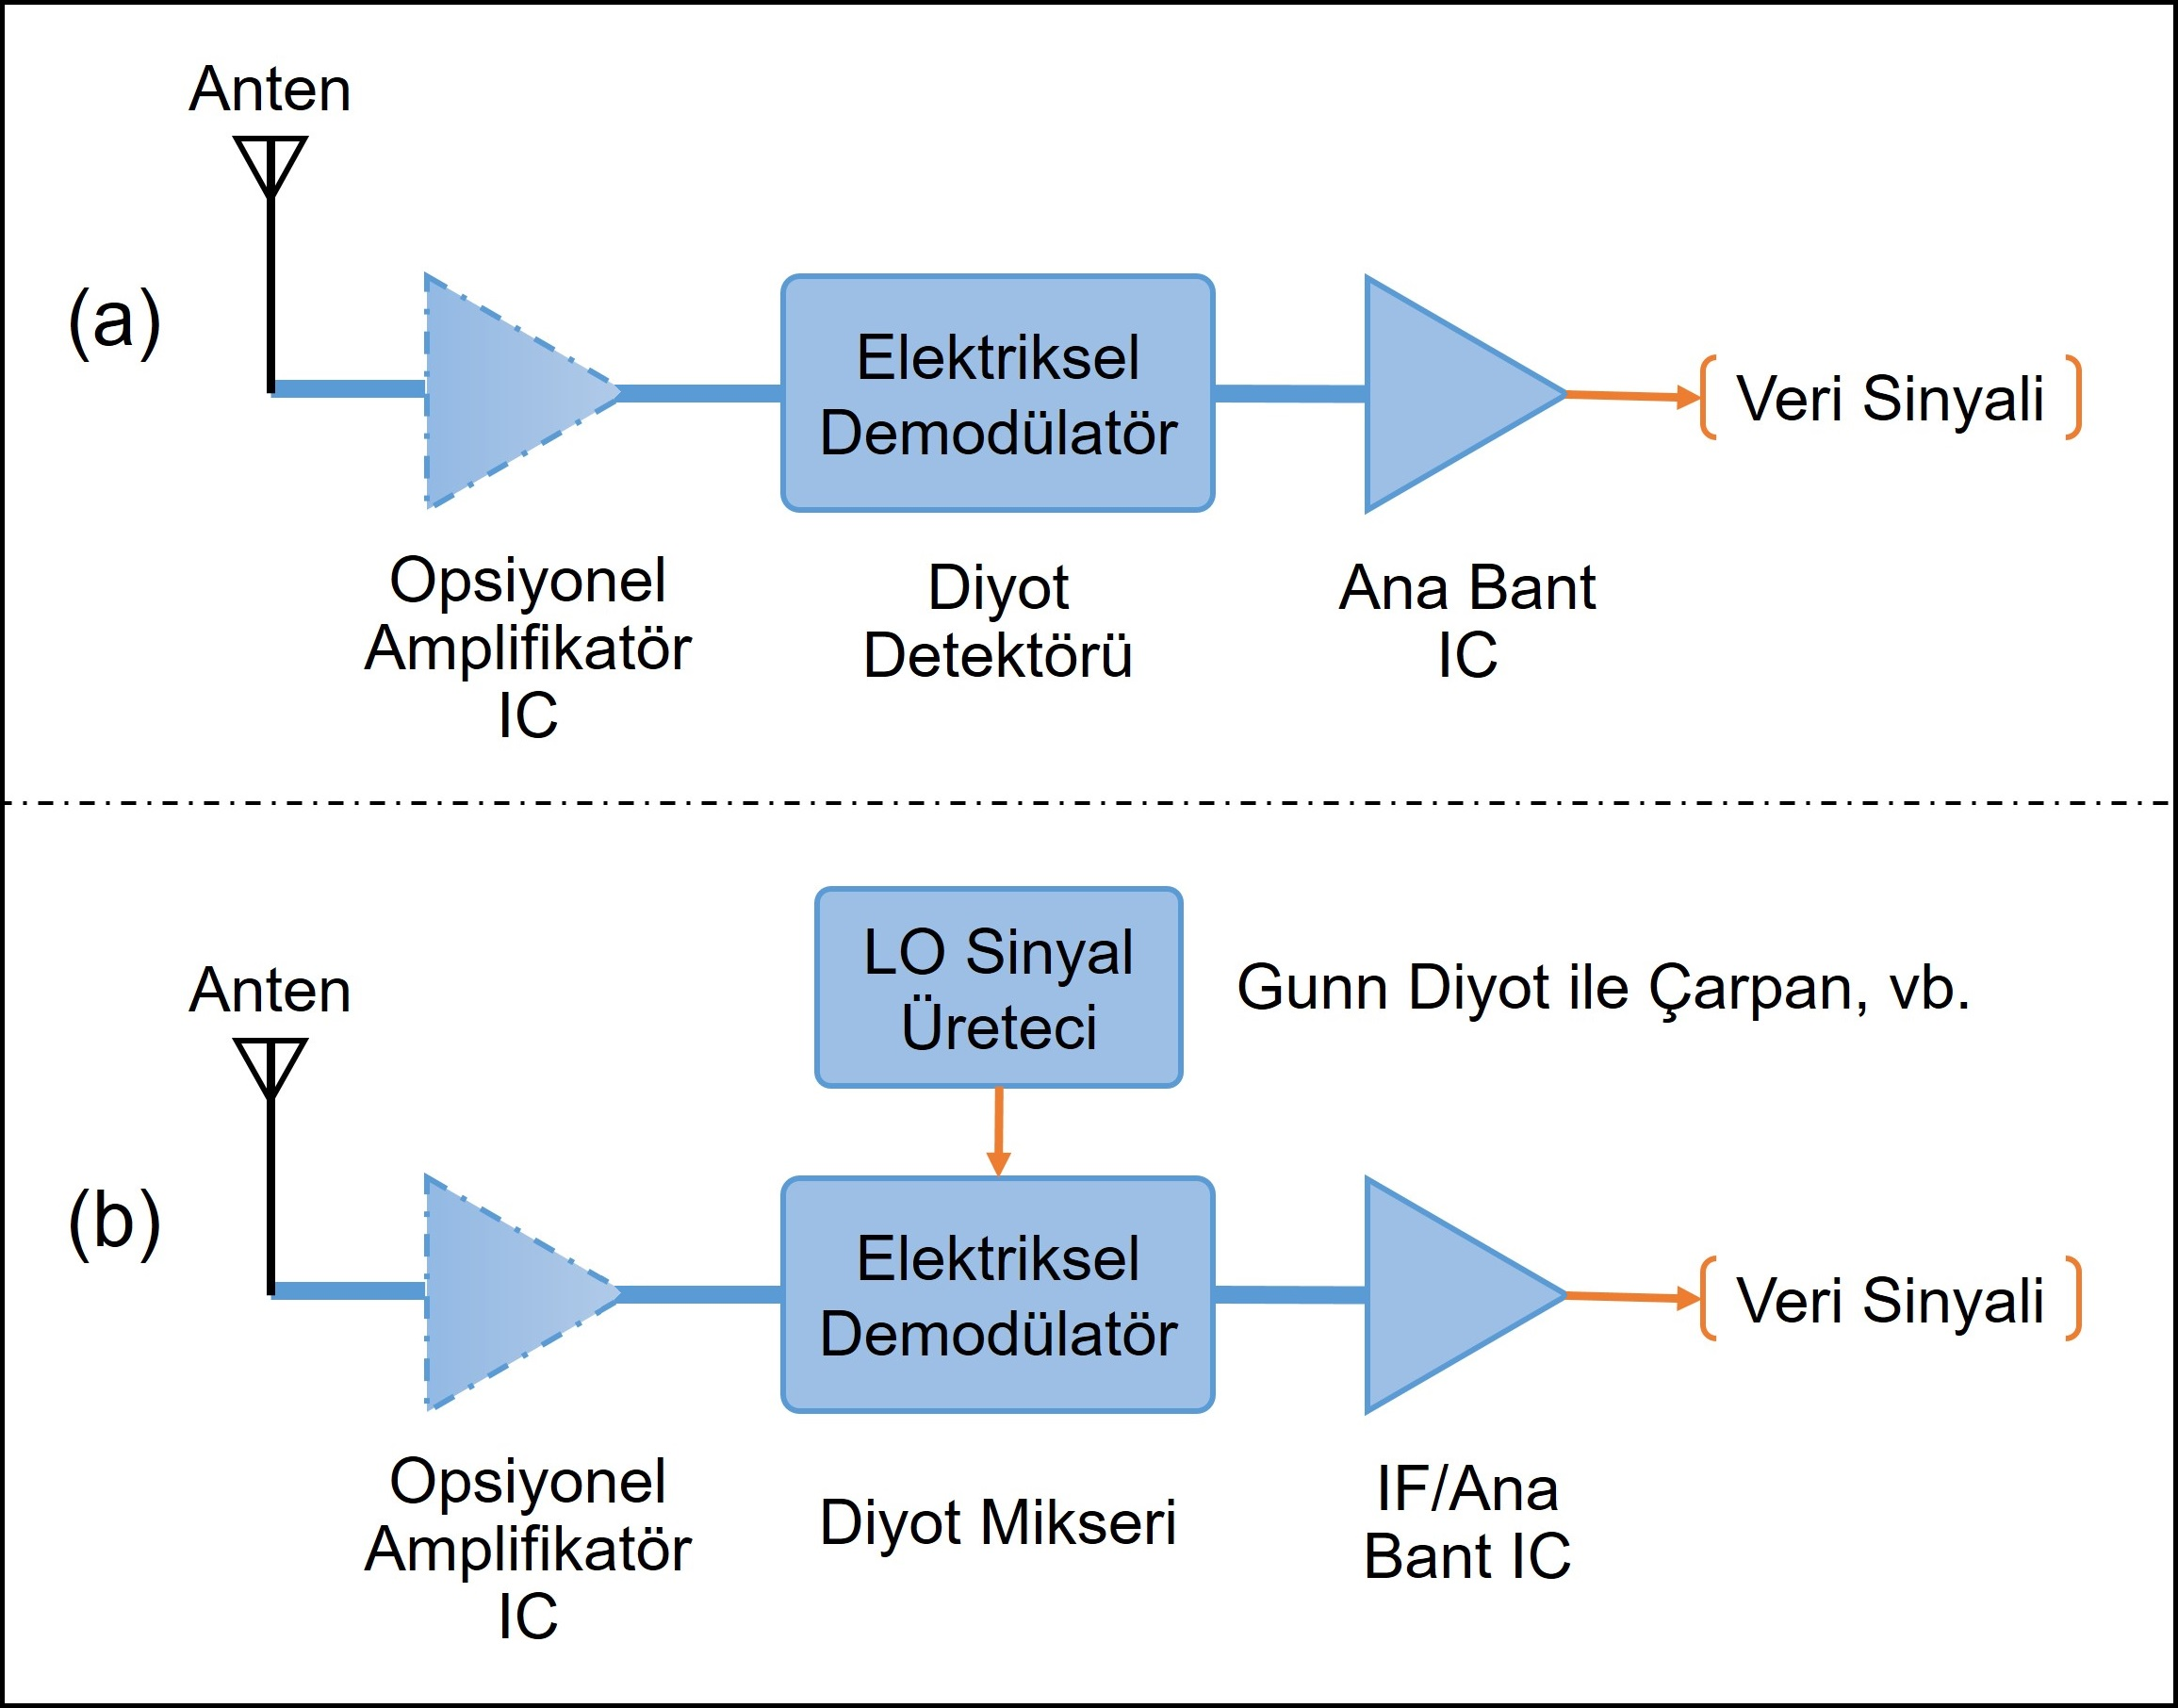 Anten
(a)
Elektriksel
Demodülatör
Veri Sinyali
Opsiyonel
Amplifikatör
IC
Diyot
Detektörü
Ana Bant
IC
LO Sinyal
Üreteci
Gunn Diyot ile Çarpan, vb.
Anten
(b)
Elektriksel
Demodülatör
Veri Sinyali
Opsiyonel
Amplifikatör
IC
Diyot Mikseri
IF/Ana
Bant IC